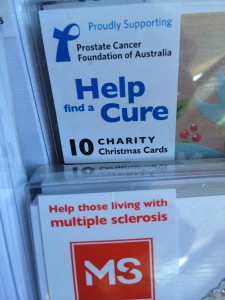 Proudly Supporting
Prostate Cancer
Foundation of Australia
Help
find a Cure
10 CHARITY
Christmas Cards
Help those living with
multiple sclerosis
MS